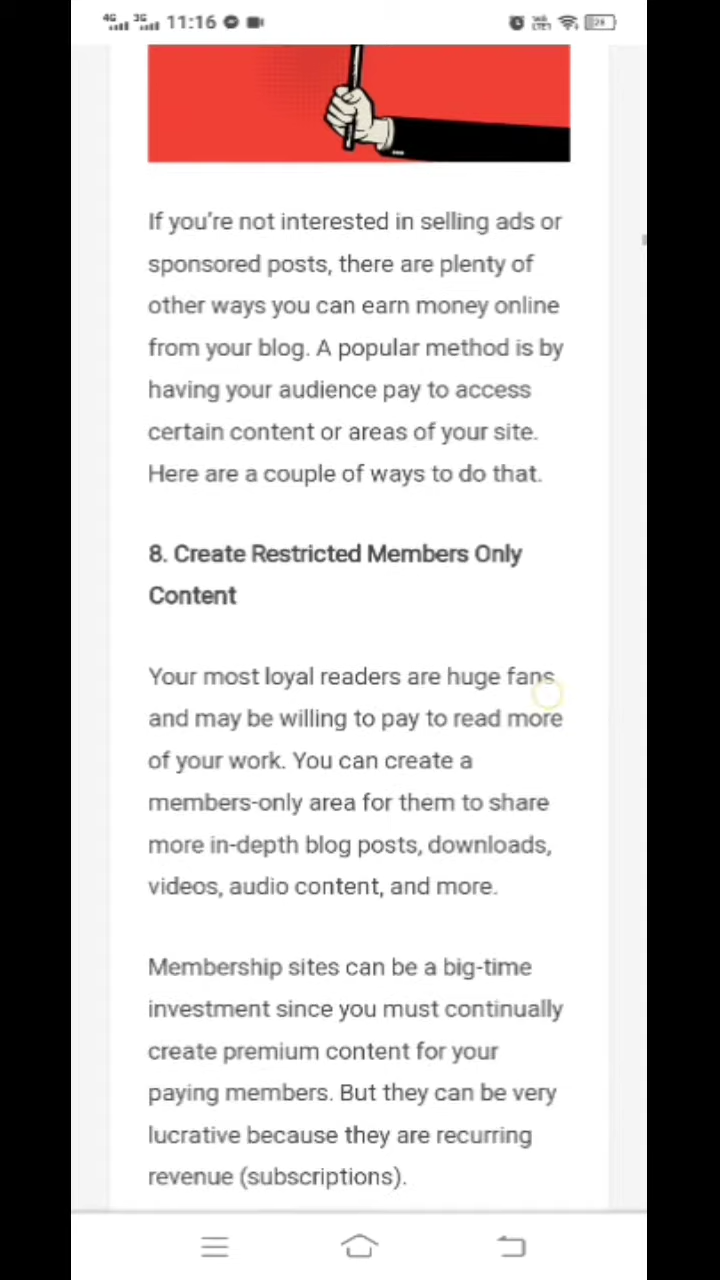 4G 3G 11:16 28
If you're not interested in selling ads or
sponsored posts, there are plenty of
other ways you can earn money online
from your blog. A popular method is by
having your audience pay to access
certain content or areas of your site.
Here are a couple of ways to do that.
8. Create Restricted Members Only
Content
Your most loyal readers are huge fans
and may be willing to pay to read more
of your work. You can create a
members-only area for them to share
more in-depth blog posts, downloads,
videos, audio content, and more.
Membership sites can be a big-time
investment since you must continually
create premium content for your
paying members. But they can be very
lucrative because they are recurring
revenue (subscriptions).